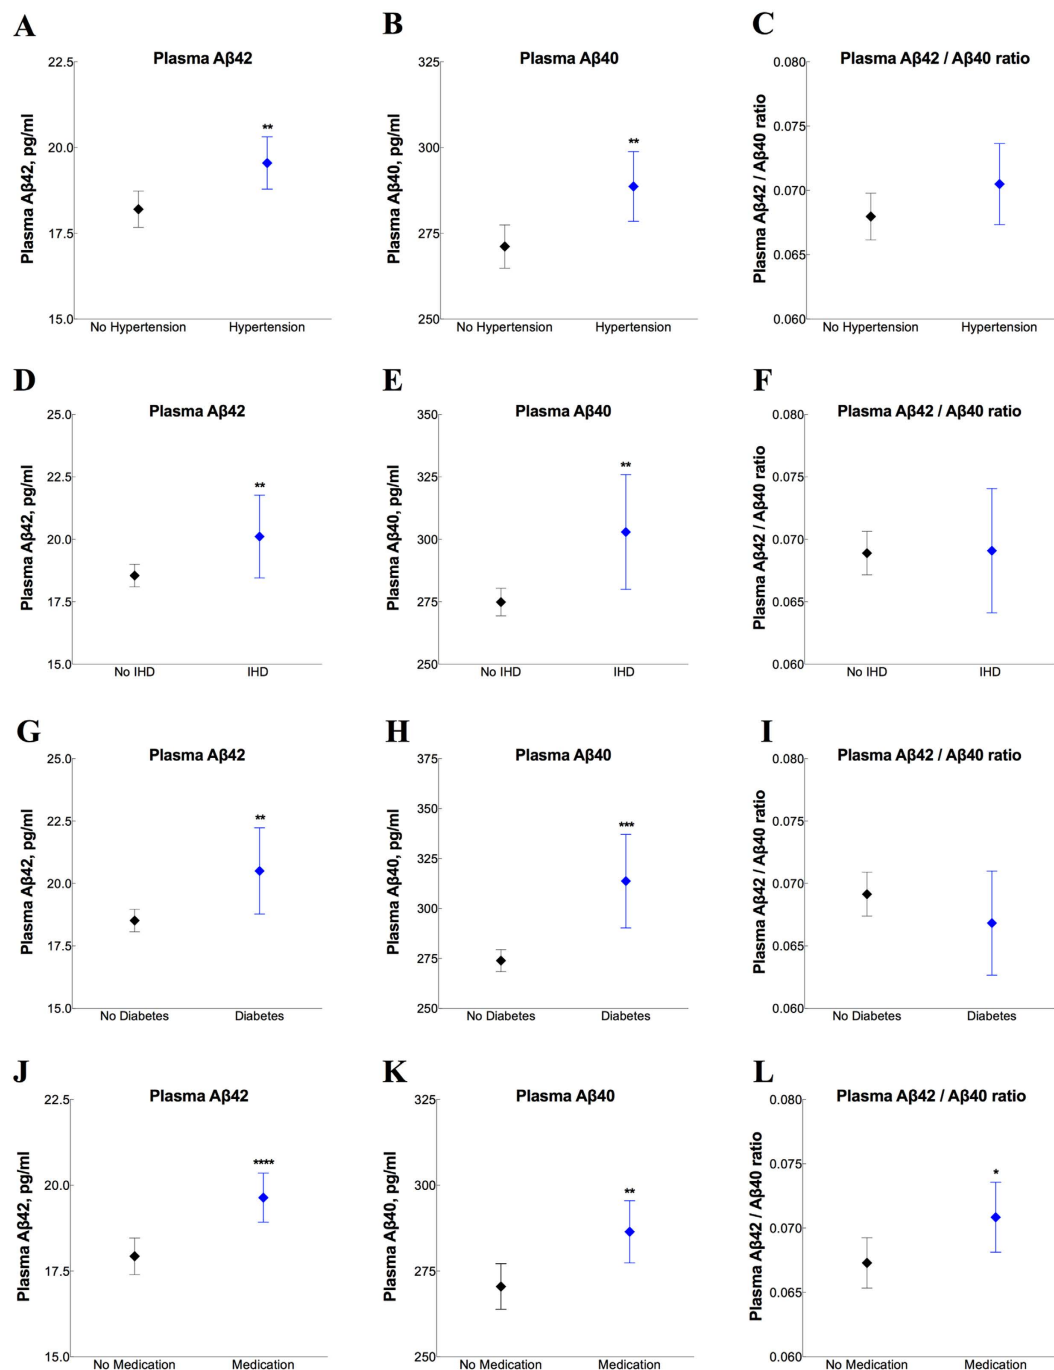 A
Plasma Aβ42
Plasma Aβ42, pg/ml
22.5
20.0
17.5
15.0
**
No Hypertension Hypertension
B
Plasma Aβ40
Plasma Aβ40, pg/ml
325
300
275
250
**
No Hypertension Hypertension
C
Plasma Aβ42 / Aβ40 ratio
Plasma Aβ42 / Aβ40 ratio
0.080
0.075
0.070
0.065
0.060
No Hypertension Hypertension
D
Plasma Aβ42
Plasma Aβ42, pg/ml
25.0
22.5
20.0
17.5
15.0
**
No IHD IHD
E
Plasma Aβ40
Plasma Aβ40, pg/ml
350
325
300
275
250
**
No IHD IHD
F
Plasma Aβ42 / Aβ40 ratio
Plasma Aβ42 / Aβ40 ratio
0.080
0.075
0.070
0.065
0.060
No IHD IHD
G
Plasma Aβ42
Plasma Aβ42, pg/ml
25.0
22.5
20.0
17.5
15.0
**
No Diabetes Diabetes
H
Plasma Aβ40
Plasma Aβ40, pg/ml
375
350
325
300
275
250
***
No Diabetes Diabetes
I
Plasma Aβ42 / Aβ40 ratio
Plasma Aβ42 / Aβ40 ratio
0.080
0.075
0.070
0.065
0.060
No Diabetes Diabetes
J
Plasma Aβ42
Plasma Aβ42, pg/ml
22.5
20.0
17.5
15.0
****
No Medication Medication
K
Plasma Aβ40
Plasma Aβ40, pg/ml
325
300
275
250
**
No Medication Medication
L
Plasma Aβ42 / Aβ40 ratio
Plasma Aβ42 / Aβ40 ratio
0.080
0.075
0.070
0.065
0.060
*
No Medication Medication